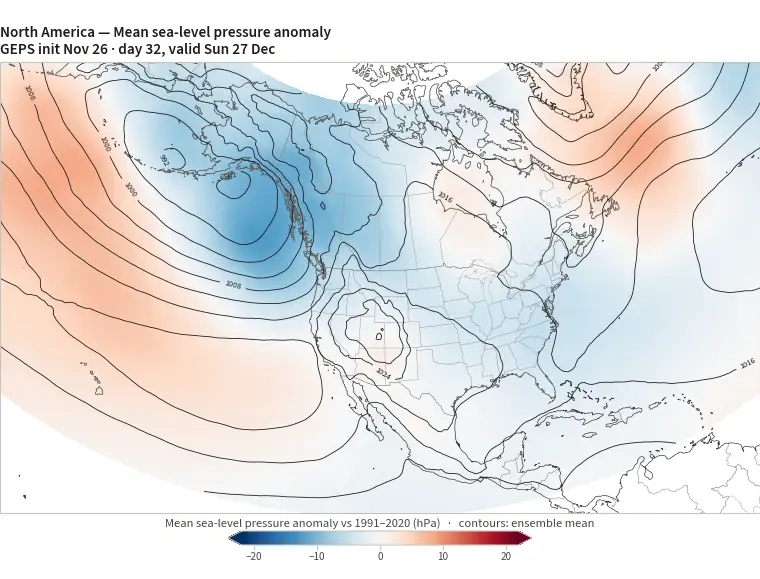 North America — Mean sea-level pressure anomaly
GEPS init Nov 26 · day 32, valid Sun 27 Dec
1008
1000
1000
1008
1016
1024
1016
Mean sea-level pressure anomaly vs 1991–2020 (hPa) · contours: ensemble mean
−20 −10 0 10 20